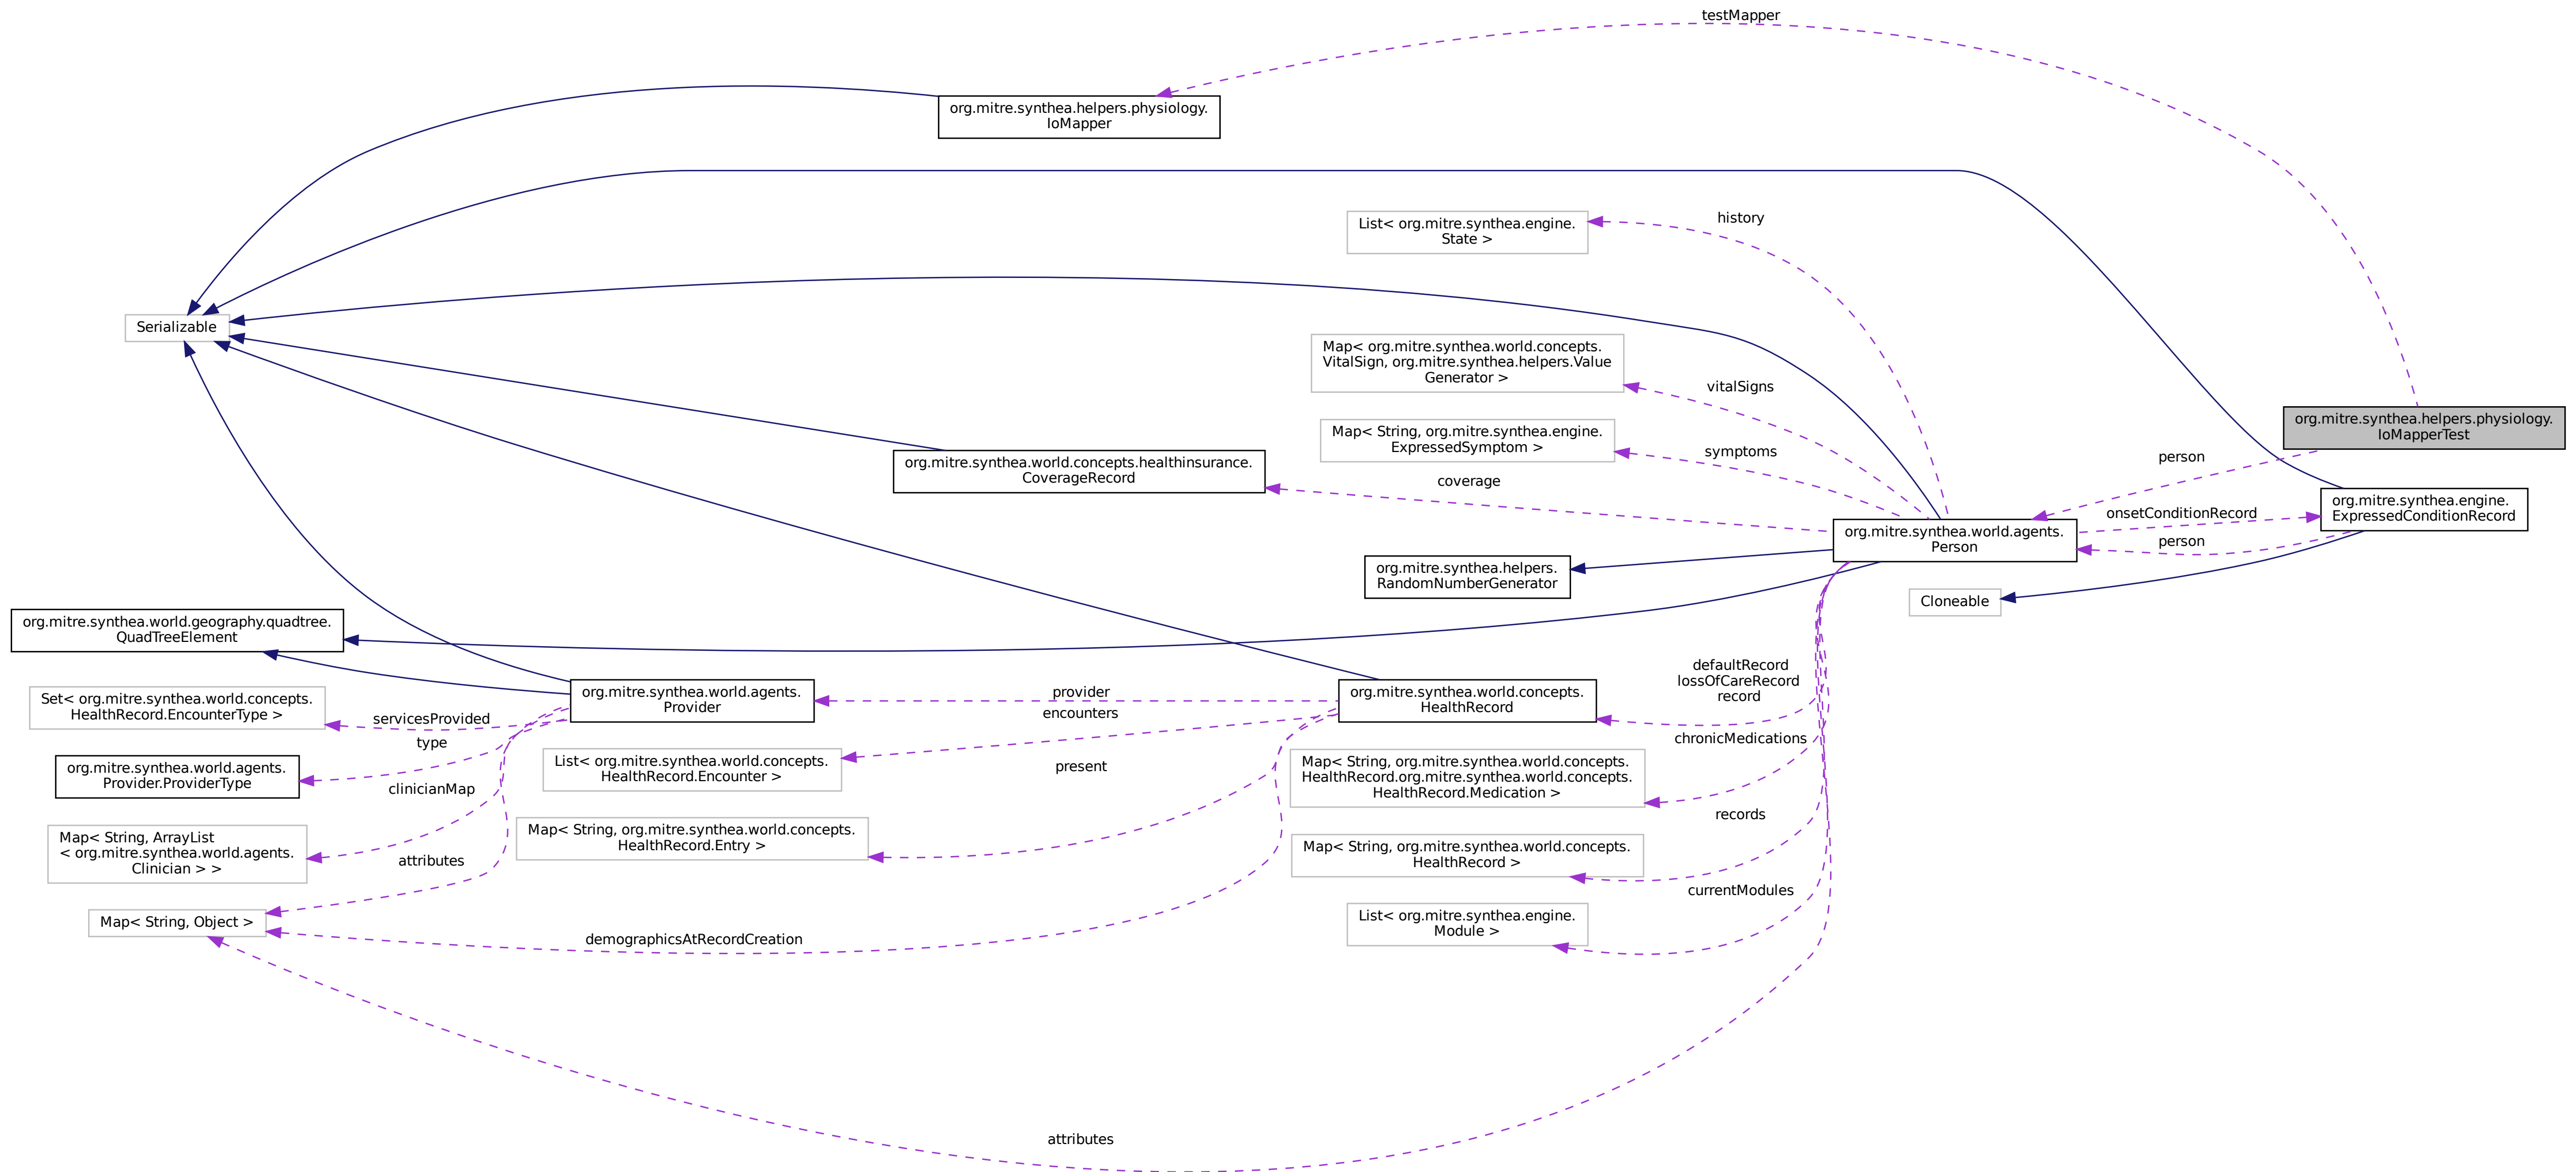 testMapper
org.mitre.synthea.helpers.physiology.
IoMapper
List< org.mitre.synthea.engine.
State >
history
Serializable
Map< org.mitre.synthea.world.concepts.
VitalSign, org.mitre.synthea.helpers.Value
Generator >
vitalSigns
Map< String, org.mitre.synthea.engine.
ExpressedSymptom >
symptoms
org.mitre.synthea.helpers.physiology.
IoMapperTest
person
org.mitre.synthea.world.concepts.healthinsurance.
CoverageRecord
coverage
org.mitre.synthea.world.agents.
Person
onsetConditionRecord
person
org.mitre.synthea.engine.
ExpressedConditionRecord
org.mitre.synthea.helpers.
RandomNumberGenerator
Cloneable
org.mitre.synthea.world.geography.quadtree.
QuadTreeElement
Set< org.mitre.synthea.world.concepts.
HealthRecord.EncounterType >
servicesProvided
org.mitre.synthea.world.agents.
Provider
provider
encounters
org.mitre.synthea.world.concepts.
HealthRecord
defaultRecord
lossOfCareRecord
record
org.mitre.synthea.world.agents.
Provider.ProviderType
type
List< org.mitre.synthea.world.concepts.
HealthRecord.Encounter >
present
Map< String, org.mitre.synthea.world.concepts.
HealthRecord.org.mitre.synthea.world.concepts.
HealthRecord.Medication >
chronicMedications
clinicianMap
Map< String, ArrayList
< org.mitre.synthea.world.agents.
Clinician > >
attributes
Map< String, org.mitre.synthea.world.concepts.
HealthRecord.Entry >
Map< String, org.mitre.synthea.world.concepts.
HealthRecord >
records
Map< String, Object >
demographicsAtRecordCreation
List< org.mitre.synthea.engine.
Module >
currentModules
attributes